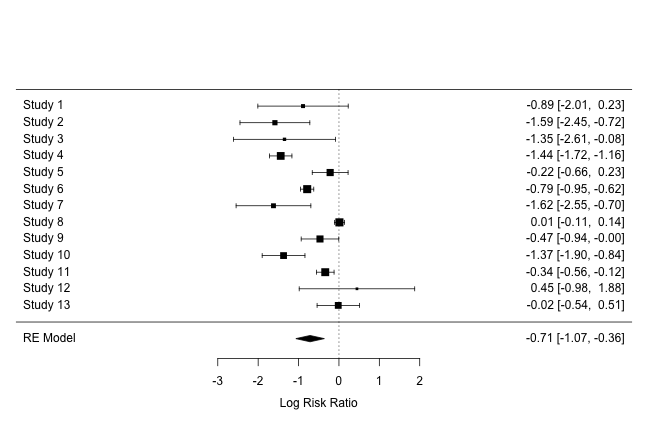 Study 1 -0.89 [-2.01, 0.23]
Study 2 -1.59 [-2.45, -0.72]
Study 3 -1.35 [-2.61, -0.08]
Study 4 -1.44 [-1.72, -1.16]
Study 5 -0.22 [-0.66, 0.23]
Study 6 -0.79 [-0.95, -0.62]
Study 7 -1.62 [-2.55, -0.70]
Study 8 0.01 [-0.11, 0.14]
Study 9 -0.47 [-0.94, -0.00]
Study 10 -1.37 [-1.90, -0.84]
Study 11 -0.34 [-0.56, -0.12]
Study 12 0.45 [-0.98, 1.88]
Study 13 -0.02 [-0.54, 0.51]
RE Model -0.71 [-1.07, -0.36]
-3 -2 -1 0 1 2
Log Risk Ratio